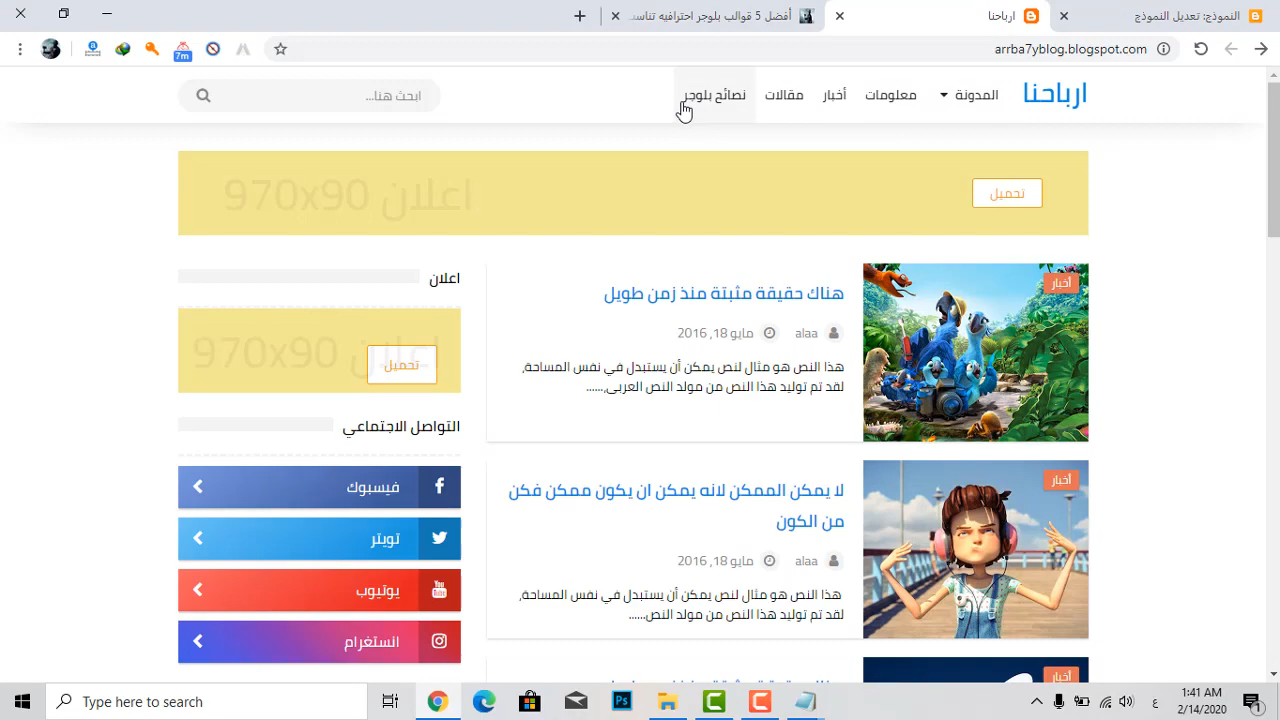 النموذج: تعديل النموذج
ارباحنا
أفضل 5 قوالب بلوجر احترافيه تناسب
arrba7yblog.blogspot.com
7m
ارباحنا
المدونة
معلومات
أخبار
مقالات
نصائح بلوجر
ابحث هنا...
اعلان 970x90
تحميل
أخبار
هناك حقيقة مثبتة منذ زمن طويل
alaa
مايو 18, 2016
هذا النص هو مثال لنص يمكن أن يستبدل في نفس المساحة،
لقد تم توليد هذا النص من مولد النص العربى،......
أخبار
لا يمكن الممكن لانه يمكن ان يكون ممكن فكن
من الكون
alaa
مايو 18, 2016
هذا النص هو مثال لنص يمكن أن يستبدل في نفس المساحة،
لقد تم توليد هذا النص من مولد النص......
أخبار
اعلان
اعلان 970x90
تحميل
التواصل الاجتماعي
فيسبوك
تويتر
يوتيوب
انستغرام
Type here to search
Ps
ع
1:41 AM
2/14/2020
1